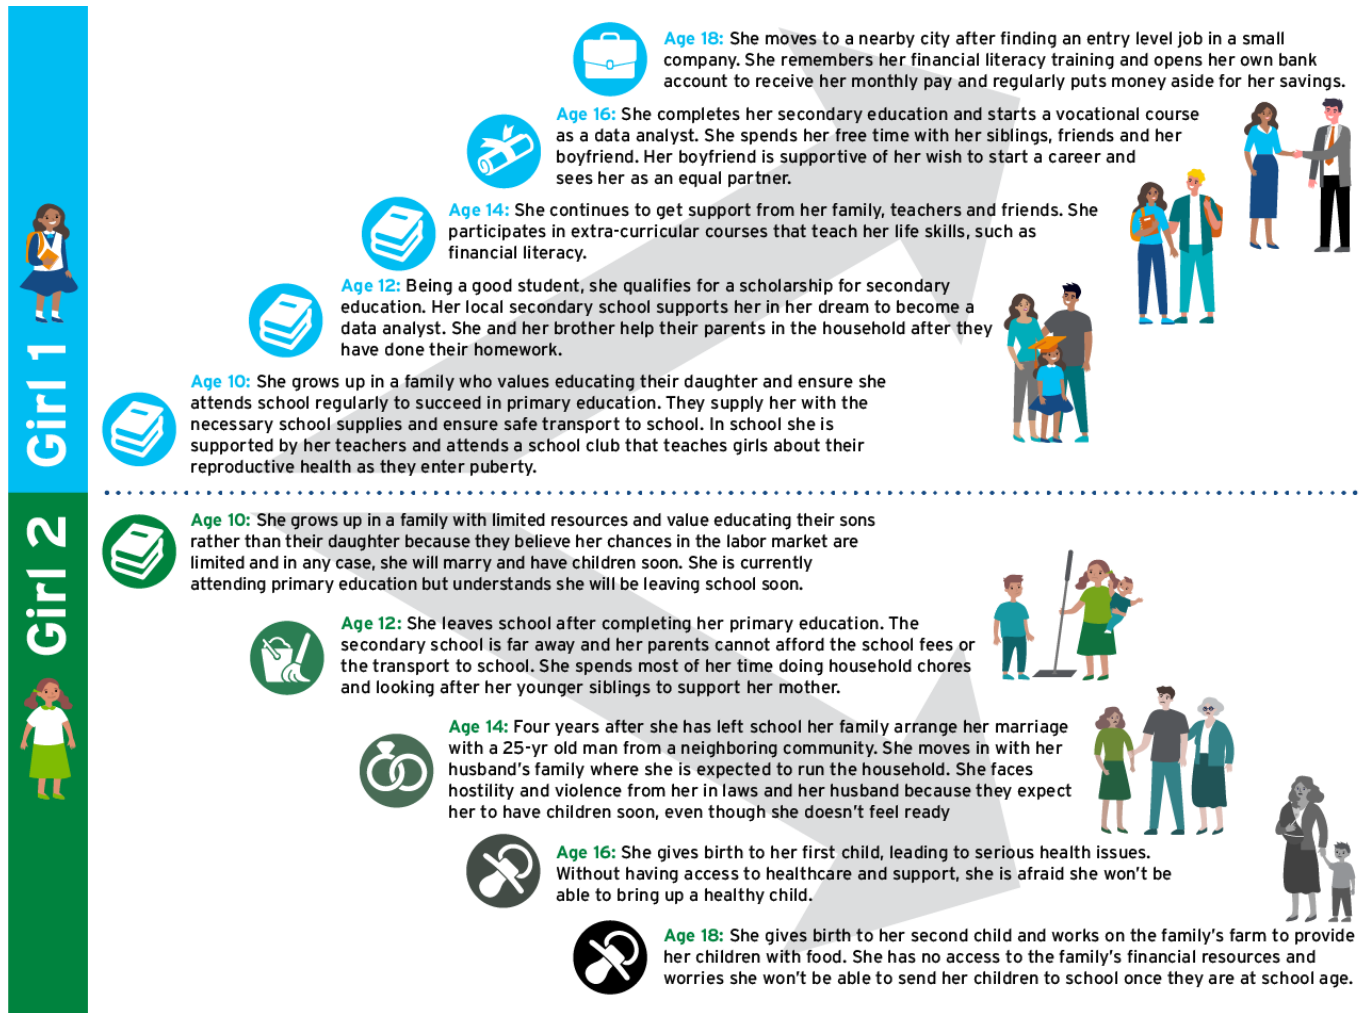 Girl 1
Age 18: She moves to a nearby city after finding an entry level job in a small
company. She remembers her financial literacy training and opens her own bank
account to receive her monthly pay and regularly puts money aside for her savings.
Age 16: She completes her secondary education and starts a vocational course
as a data analyst. She spends her free time with her siblings, friends and her
boyfriend. Her boyfriend is supportive of her wish to start a career and
sees her as an equal partner.
Age 14: She continues to get support from her family, teachers and friends. She
participates in extra-curricular courses that teach her life skills, such as
financial literacy.
Age 12: Being a good student, she qualifies for a scholarship for secondary
education. Her local secondary school supports her in her dream to become a
data analyst. She and her brother help their parents in the household after they
have done their homework.
Age 10: She grows up in a family who values educating their daughter and ensure she
attends school regularly to succeed in primary education. They supply her with the
necessary school supplies and ensure safe transport to school. In school she is
supported by her teachers and attends a school club that teaches girls about their
reproductive health as they enter puberty.
Girl 2
Age 10: She grows up in a family with limited resources and value educating their sons
rather than their daughter because they believe her chances in the labor market are
limited and in any case, she will marry and have children soon. She is currently
attending primary education but understands she will be leaving school soon.
Age 12: She leaves school after completing her primary education. The
secondary school is far away and her parents cannot afford the school fees or
the transport to school. She spends most of her time doing household chores
and looking after her younger siblings to support her mother.
Age 14: Four years after she has left school her family arrange her marriage
with a 25-yr old man from a neighboring community. She moves in with her
husband's family where she is expected to run the household. She faces
hostility and violence from her in laws and her husband because they expect
her to have children soon, even though she doesn't feel ready
Age 16: She gives birth to her first child, leading to serious health issues.
Without having access to healthcare and support, she is afraid she won't be
able to bring up a healthy child.
Age 18: She gives birth to her second child and works on the family's farm to provide
her children with food. She has no access to the family's financial resources and
worries she won't be able to send her children to school once they are at school age.